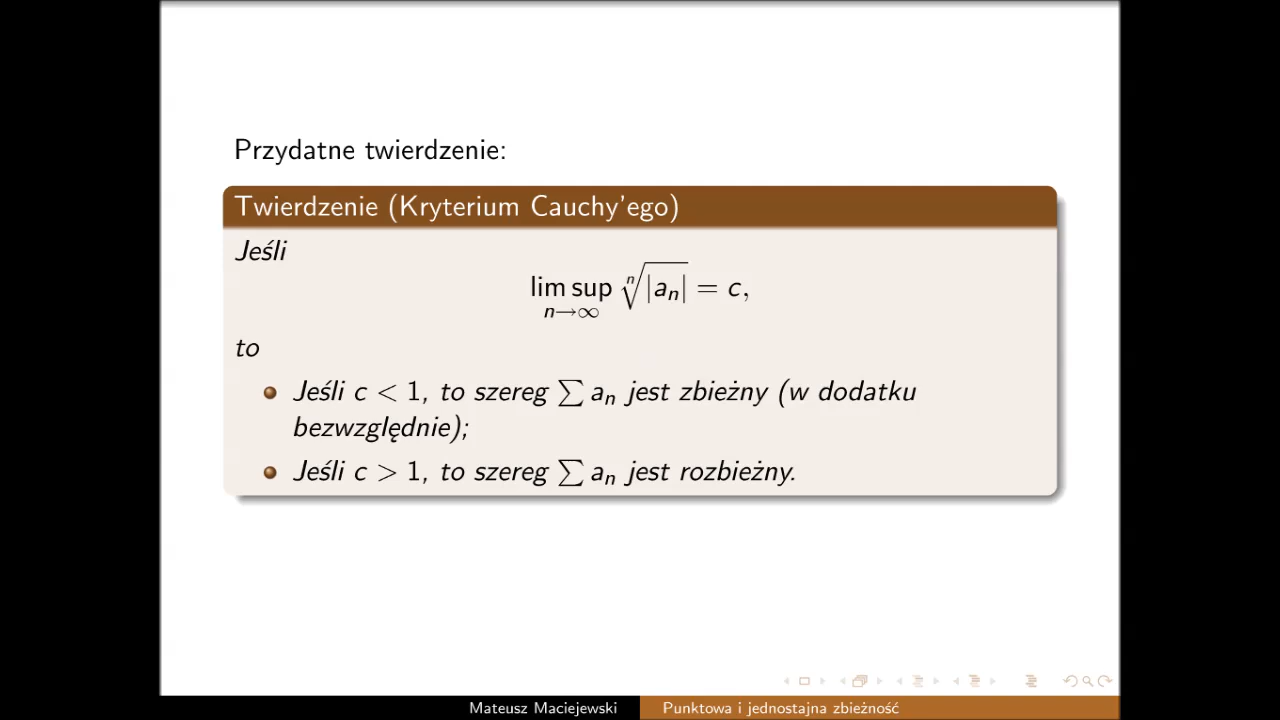 Przydatne twierdzenie:
Twierdzenie (Kryterium Cauchy'ego)
Jeśli
lim sup ⁿ√|aₙ| = c,
n→∞
to
Jeśli c < 1, to szereg ∑ aₙ jest zbieżny (w dodatku
bezwzględnie);
Jeśli c > 1, to szereg ∑ aₙ jest rozbieżny.
Mateusz Maciejewski
Punktowa i jednostajna zbieżność